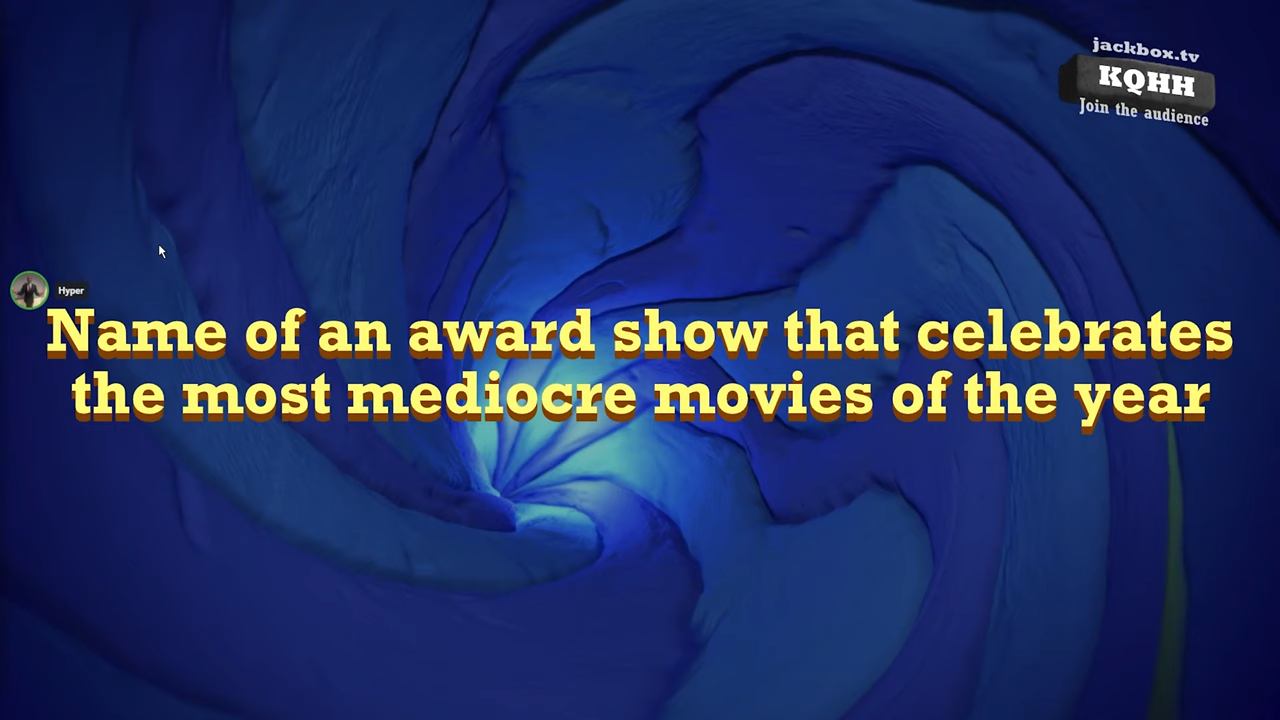 jackbox.tv
KQHH
Join the audience
Hyper
Name of an award show that celebrates
the most mediocre movies of the year